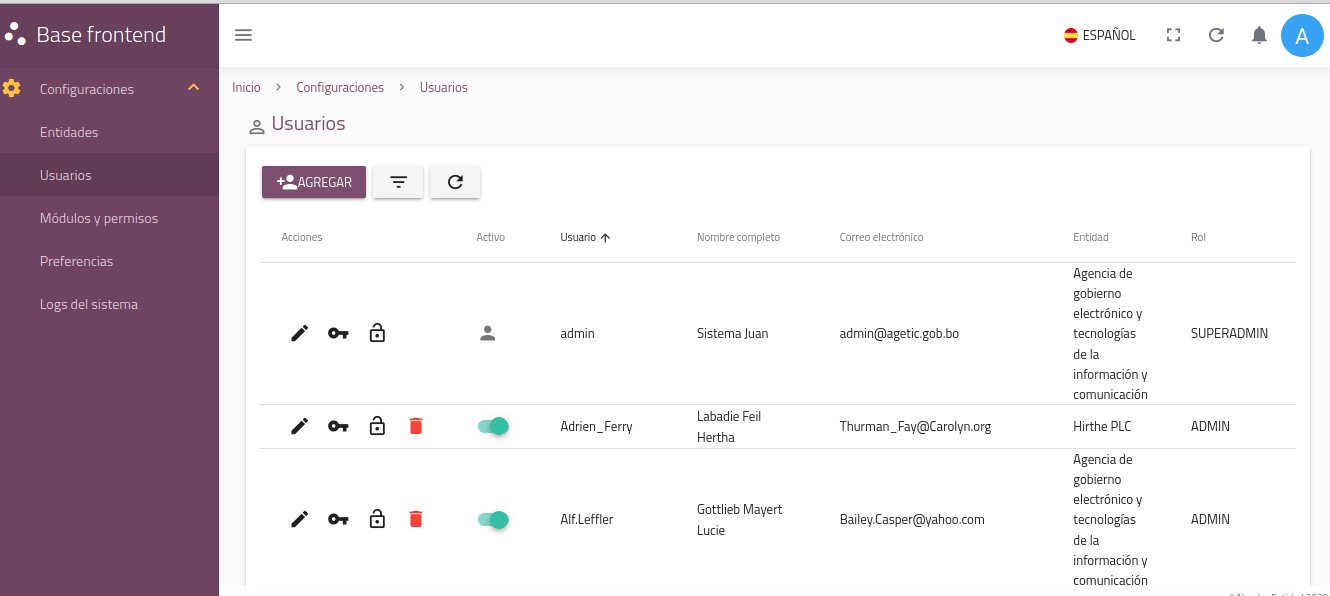 Base frontend
ESPAÑOL
A
Configuraciones
Entidades
Usuarios
Módulos y permisos
Preferencias
Logs del sistema
Inicio > Configuraciones > Usuarios
Usuarios
AGREGAR
Acciones Activo Usuario Nombre completo Correo electrónico Entidad Rol
admin Sistema Juan admin@agetic.gob.bo
Agencia de
gobierno
electrónico y
tecnologías
de la
información y
comunicación
SUPERADMIN
Adrien_Ferry
Labadie Feil
Hertha
Thurman_Fay@Carolyn.org Hirthe PLC ADMIN
Alf.Leffler
Gottlieb Mayert
Lucie
Bailey.Casper@yahoo.com
Agencia de
gobierno
electrónico y
tecnologías
de la
información y
comunicación
ADMIN